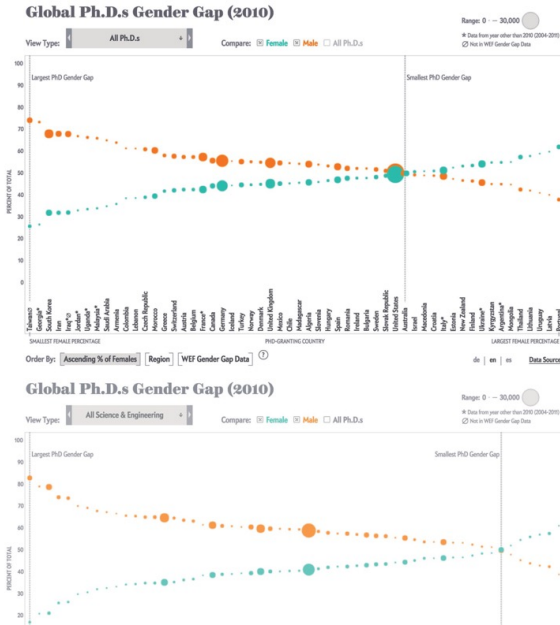 Global Ph.D.s Gender Gap (2010)
Range: 0 - 30,000
View Type: All Ph.D.s Compare: Female Male All Ph.D.s
* Data from year other than 2010 (2004-2011)
Not in WEF Gender Gap Data
Largest PhD Gender Gap Smallest PhD Gender Gap
100
90
80
70
60
50
40
30
20
10
0
PERCENT OF TOTAL
Taiwan
Georgia*
South Korea
Iran
Iraq*
Jordan*
Uganda*
Malaysia*
Saudi Arabia
Armenia
Colombia
Lebanon
Czech Republic
Morocco
Greece
Switzerland
Austria
Belgium
France*
Canada
Germany
Iceland
Turkey
Norway
Denmark
United Kingdom
Mexico
Chile
Madagascar
Algeria
Slovenia
Hungary
Spain
Romania
Ireland
Bulgaria
Sweden
Slovak Republic
United States
Australia
Israel
Macedonia
Croatia
Italy*
Estonia
New Zealand
Finland
Ukraine*
Kyrgyzstan
Argentina*
Mongolia
Thailand
Lithuania
Uruguay
Latvia
SMALLEST FEMALE PERCENTAGE PHD-GRANTING COUNTRY LARGEST FEMALE PERCENTAGE
Order By: Ascending % of Females Region WEF Gender Gap Data ? de | en | es Data Source
Global Ph.D.s Gender Gap (2010)
Range: 0 - 30,000
View Type: All Science & Engineering Compare: Female Male All Ph.D.s
* Data from year other than 2010 (2004-2011)
Not in WEF Gender Gap Data
Largest PhD Gender Gap Smallest PhD Gender Gap
100
90
80
70
60
50
40
30
20
PERCENT OF TOTAL